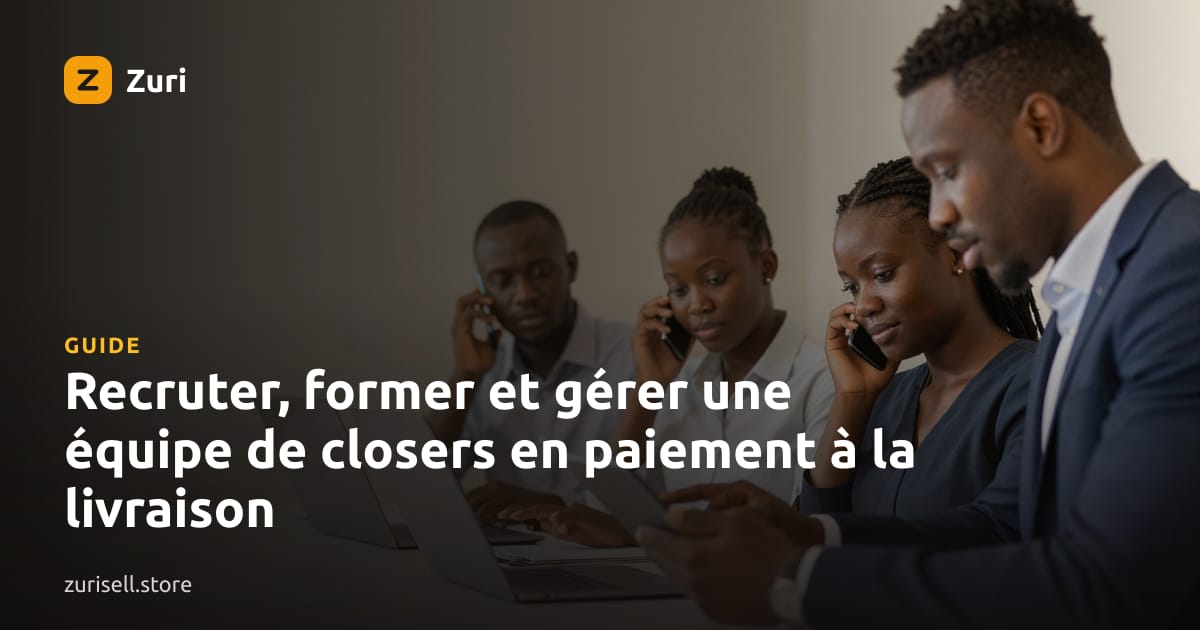 Z
Zuri
GUIDE
Recruter, former et gérer une
équipe de closers en paiement à la
livraison
zurisell.store